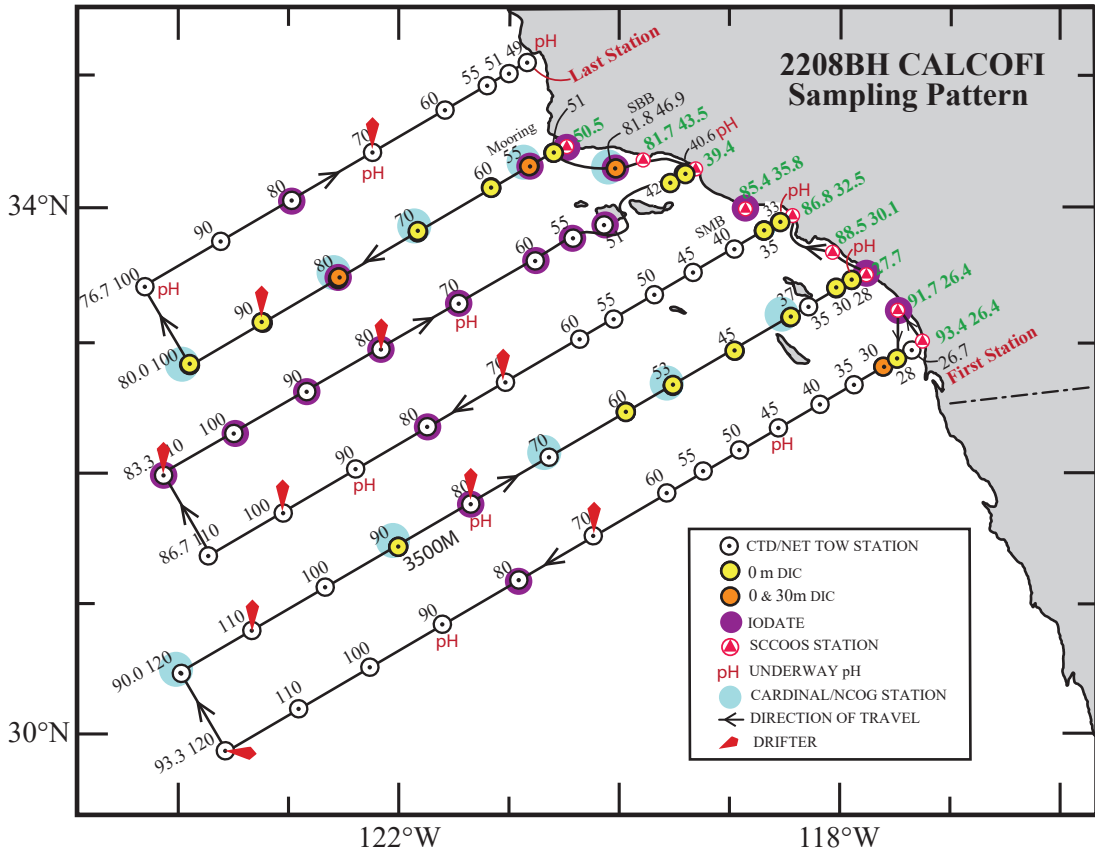 2208BH CALCOFI
Sampling Pattern
34°N
30°N
122°W
118°W
Last Station
pH
49
51
55
60
70
pH
80
90
76.7 100
pH
51
50.5
SBB
81.8 46.9
81.7 43.5
40.6 pH
39.4
Mooring
55
60
70
80
90
80.0 100
42
51
55
60
70
pH
80
90
100
83.3 110
85.4 35.8
pH
86.8 32.5
33
35
SMB
40
45
50
55
60
70
80
90
pH
100
86.7 110
88.5 30.1
pH
27.7
28
30
35
37
45
53
60
70
80
pH
90
3500M
100
110
90.0 120
91.7 26.4
93.4 26.4
26.7
First Station
28
30
35
40
45
pH
50
55
60
70
80
90
pH
100
110
93.3 120
CTD/NET TOW STATION
0 m DIC
0 & 30m DIC
IODATE
SCCOOS STATION
pH UNDERWAY pH
CARDINAL/NCOG STATION
DIRECTION OF TRAVEL
DRIFTER